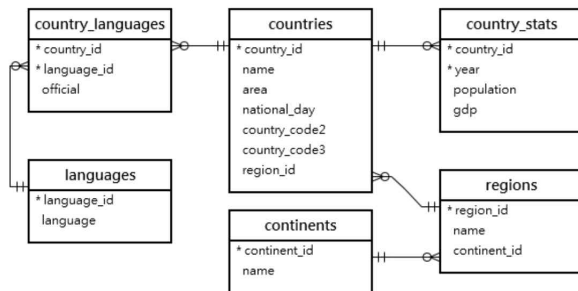 country_languages
* country_id
* language_id
official
countries
* country_id
name
area
national_day
country_code2
country_code3
region_id
country_stats
* country_id
* year
population
gdp
languages
* language_id
language
continents
* continent_id
name
regions
* region_id
name
continent_id